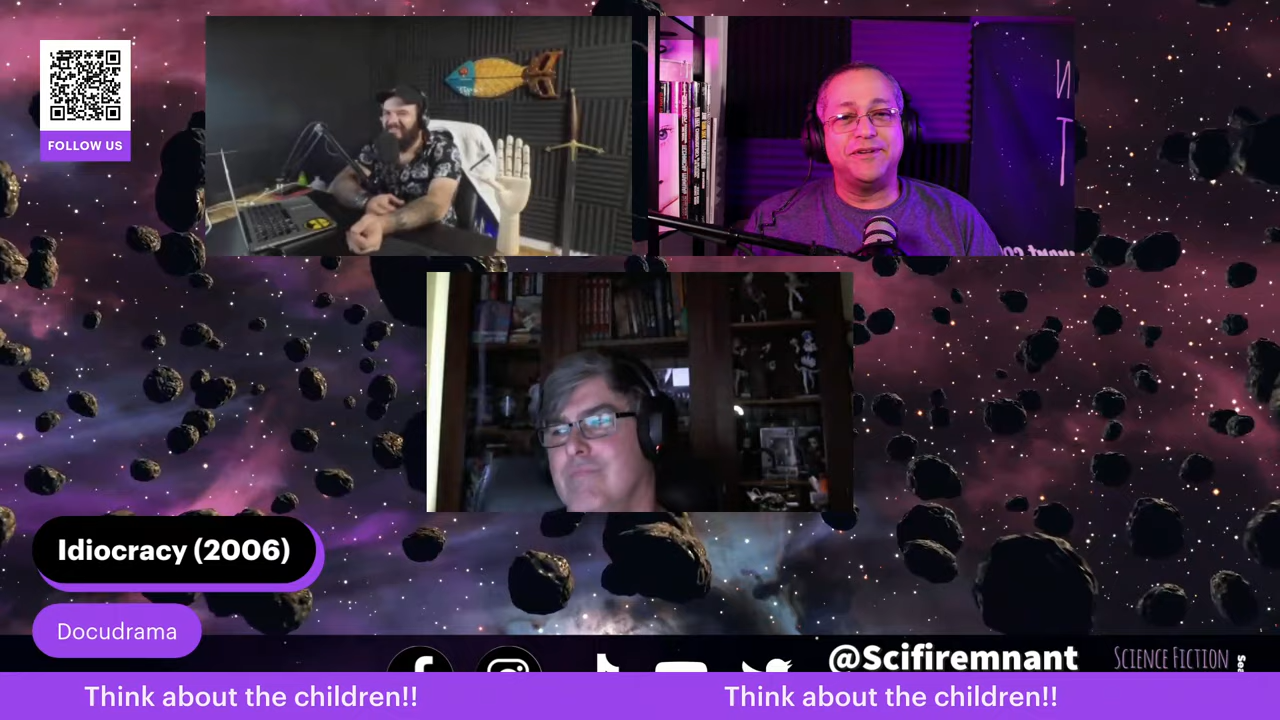 FOLLOW US
Idiocracy (2006)
Docudrama
@Scifiremnant
SCIENCE FICTION
Think about the children!! Think about the children!!